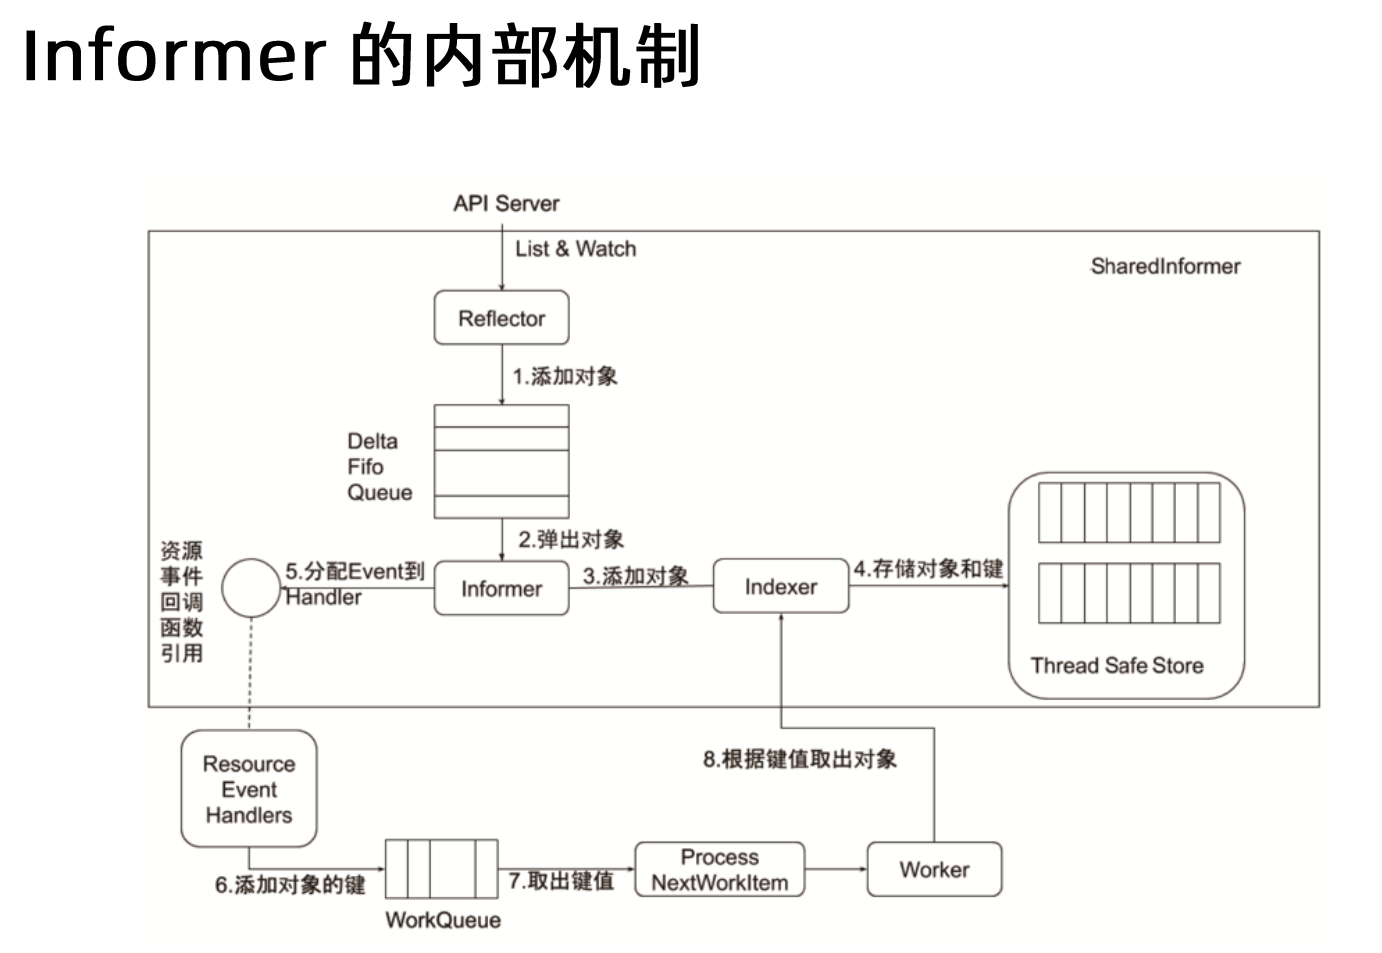 Informer 的内部机制
API Server
List & Watch
SharedInformer
Reflector
1.添加对象
Delta
Fifo
Queue
2.弹出对象
资源
事件
回调
函数
引用
5.分配Event到
Handler
Informer
3.添加对象
Indexer
4.存储对象和键
Thread Safe Store
Resource
Event
Handlers
8.根据键值取出对象
6.添加对象的键
WorkQueue
7.取出键值
Process
NextWorkItem
Worker